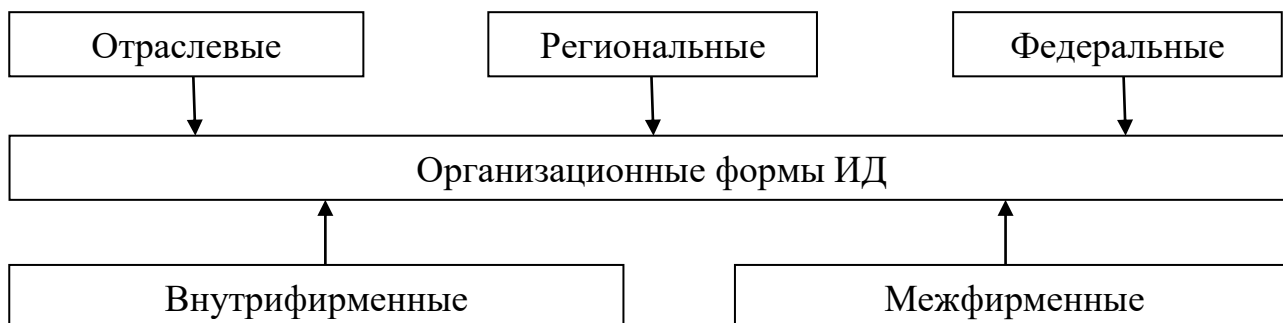 Отраслевые
Региональные
Федеральные
Организационные формы ИД
Внутрифирменные
Межфирменные